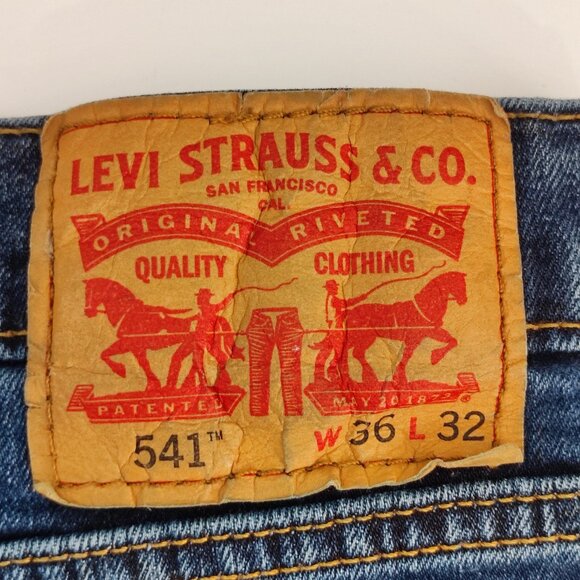 LEVI STRAUSS & CO.
SAN FRANCISCO
CAL.
ORIGINAL RIVETED
QUALITY CLOTHING
PATENTED MAY 20 1873
541™ W 36 L 32